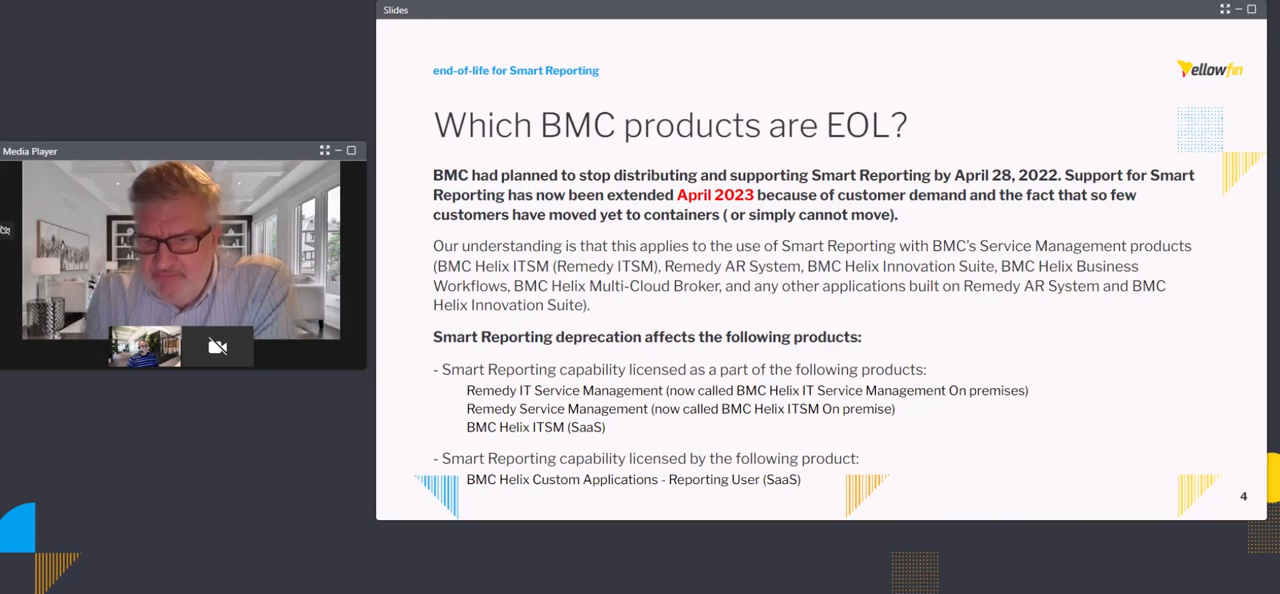 Slides
end-of-life for Smart Reporting
Yellowfin
Which BMC products are EOL?
Media Player
BMC had planned to stop distributing and supporting Smart Reporting by April 28, 2022. Support for Smart
Reporting has now been extended April 2023 because of customer demand and the fact that so few
customers have moved yet to containers ( or simply cannot move).
Our understanding is that this applies to the use of Smart Reporting with BMC's Service Management products
(BMC Helix ITSM (Remedy ITSM), Remedy AR System, BMC Helix Innovation Suite, BMC Helix Business
Workflows, BMC Helix Multi-Cloud Broker, and any other applications built on Remedy AR System and BMC
Helix Innovation Suite).
Smart Reporting deprecation affects the following products:
- Smart Reporting capability licensed as a part of the following products:
Remedy IT Service Management (now called BMC Helix IT Service Management On premises)
Remedy Service Management (now called BMC Helix ITSM On premise)
BMC Helix ITSM (SaaS)
- Smart Reporting capability licensed by the following product:
BMC Helix Custom Applications - Reporting User (SaaS)
4